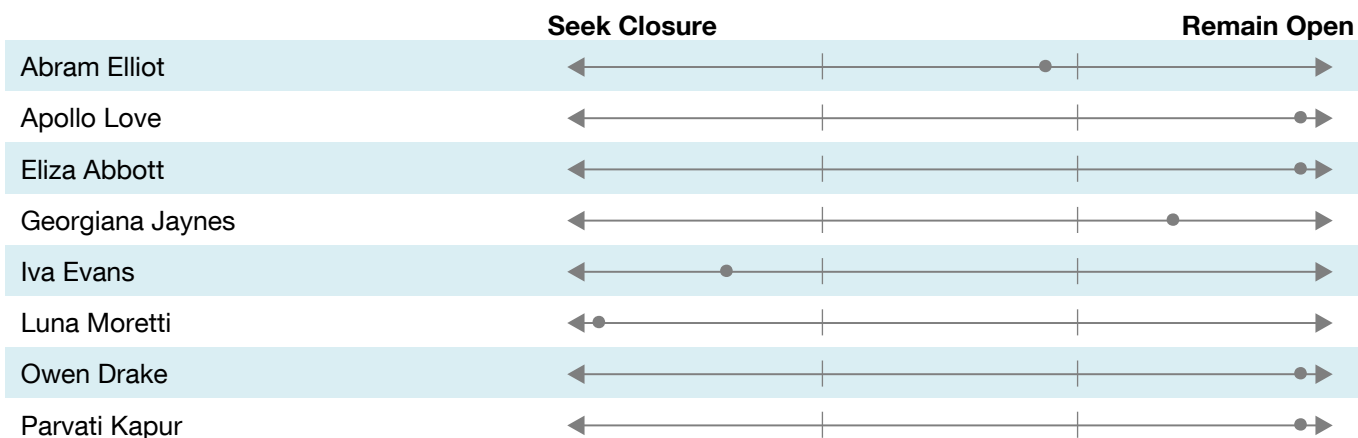 Seek Closure Remain Open
Abram Elliot
Apollo Love
Eliza Abbott
Georgiana Jaynes
Iva Evans
Luna Moretti
Owen Drake
Parvati Kapur